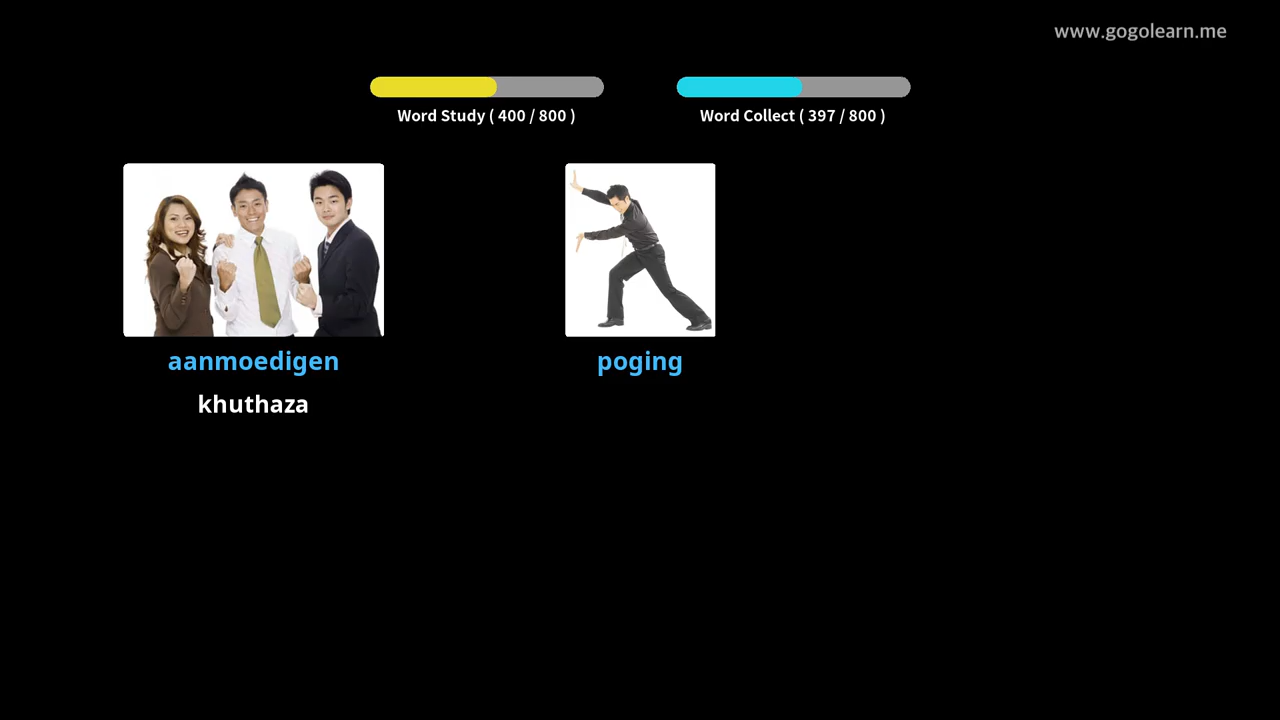 www.gogolearn.me
Word Study ( 400 / 800 )
Word Collect ( 397 / 800 )
aanmoedigen
khuthaza
poging